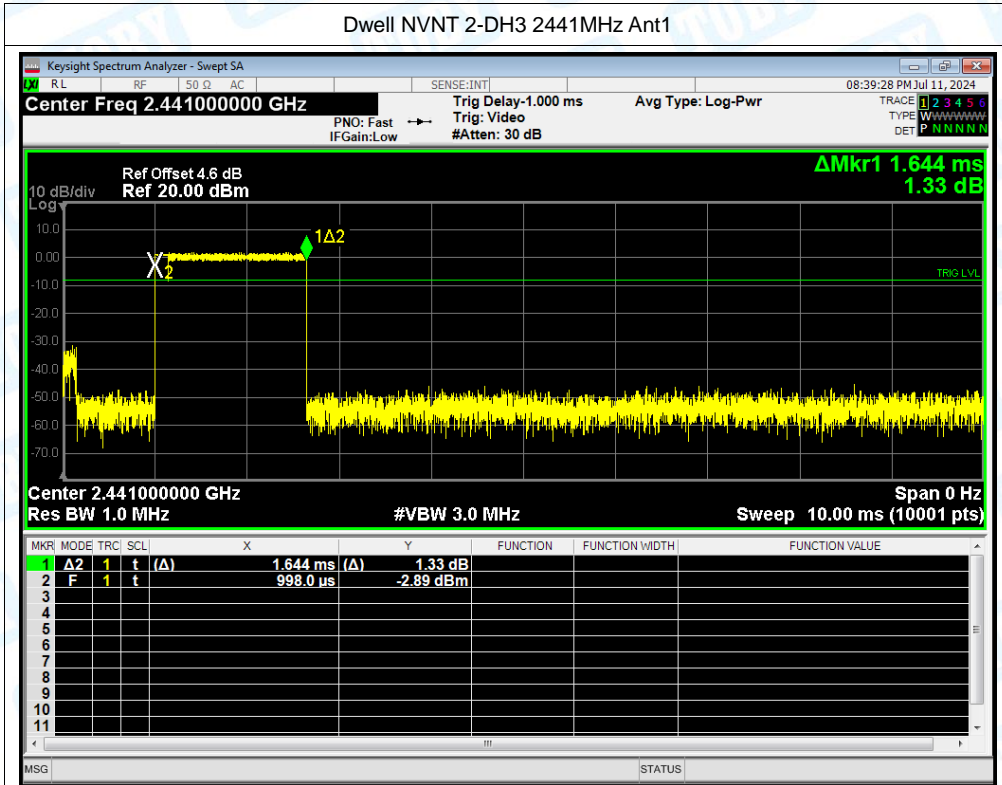 Dwell NVNT 2-DH3 2441MHz Ant1
Keysight Spectrum Analyzer - Swept SA
LXI RL RF 50 Ω AC SENSE:INT 08:39:28 PM Jul 11, 2024
Center Freq 2.441000000 GHz Trig Delay-1.000 ms Avg Type: Log-Pwr TRACE 1 2 3 4 5 6
PNO: Fast Trig: Video TYPE WWWWWWW
IFGain:Low #Atten: 30 dB DET P N N N N N
ΔMkr1 1.644 ms
1.33 dB
Ref Offset 4.6 dB
10 dB/div Ref 20.00 dBm
Log
10.0
0.00
-10.0
-20.0
-30.0
-40.0
-50.0
-60.0
-70.0
1Δ2
2
TRIG LVL
Center 2.441000000 GHz Span 0 Hz
Res BW 1.0 MHz #VBW 3.0 MHz Sweep 10.00 ms (10001 pts)
MKR MODE TRC SCL X Y FUNCTION FUNCTION WIDTH FUNCTION VALUE
1 Δ2 1 t (Δ) 1.644 ms (Δ) 1.33 dB
2 F 1 t 998.0 µs -2.89 dBm
3
4
5
6
7
8
9
10
11
MSG STATUS